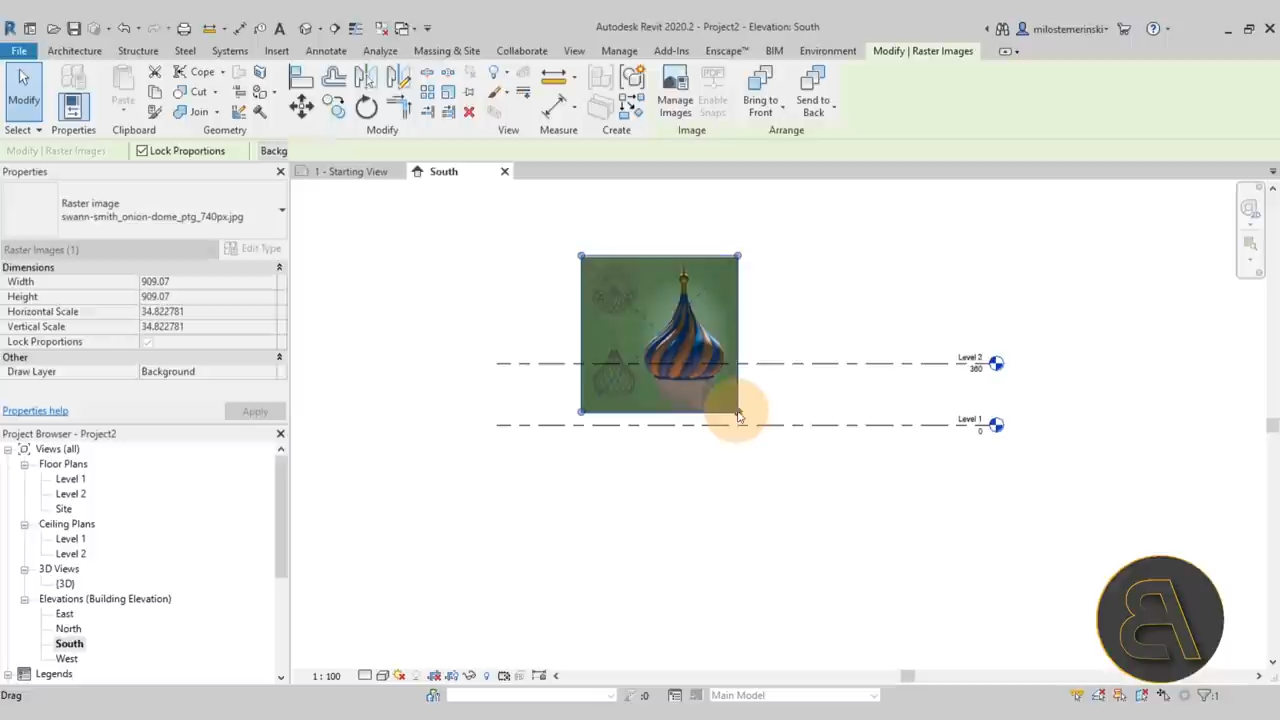 Autodesk Revit 2020.2 - Project2 - Elevation: South
milostemerinski
File
Architecture
Structure
Steel
Systems
Insert
Annotate
Analyze
Massing & Site
Collaborate
View
Manage
Add-Ins
Enscape™
BIM
Environment
Modify | Raster Images
Modify
Paste
Cope
Cut
Join
Manage Images
Enable Snaps
Bring to Front
Send to Back
Select
Properties
Clipboard
Geometry
Modify
View
Measure
Create
Image
Arrange
Modify | Raster Images
Lock Proportions
Backg
Properties
1 - Starting View
South
Raster image
swann-smith_onion-dome_ptg_740px.jpg
Raster Images (1)
Edit Type
Dimensions
Width 909.07
Height 909.07
Horizontal Scale 34.822781
Vertical Scale 34.822781
Lock Proportions
Other
Draw Layer Background
Properties help
Apply
Level 2
360
Level 1
0
Project Browser - Project2
Views (all)
Floor Plans
Level 1
Level 2
Site
Ceiling Plans
Level 1
Level 2
3D Views
{3D}
Elevations (Building Elevation)
East
North
South
West
Legends
1 : 100
Drag
:0
Main Model
:1